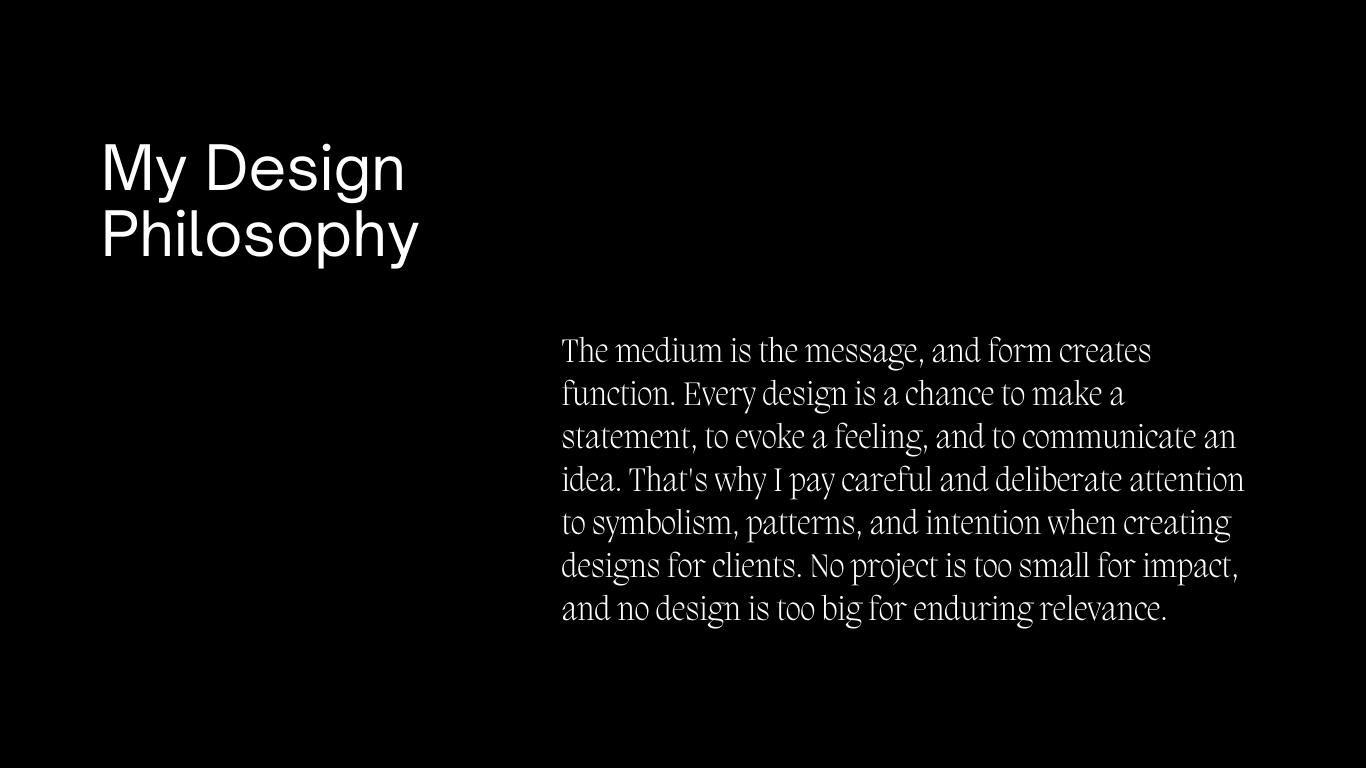 My Design
Philosophy
The medium is the message, and form creates
function. Every design is a chance to make a
statement, to evoke a feeling, and to communicate an
idea. That's why I pay careful and deliberate attention
to symbolism, patterns, and intention when creating
designs for clients. No project is too small for impact,
and no design is too big for enduring relevance.